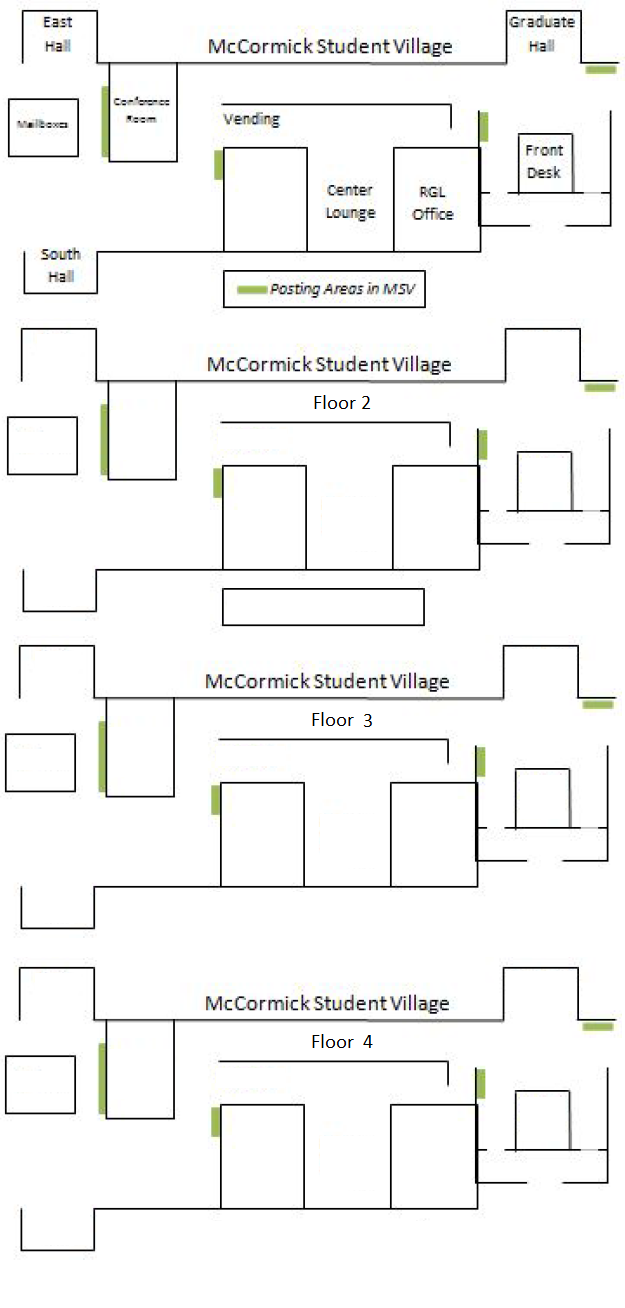 East
Hall
McCormick Student Village
Graduate
Hall
Mailboxes
Conference
Room
Vending
Center
Lounge
RGL
Office
Front
Desk
South
Hall
Posting Areas in MSV
McCormick Student Village
Floor 2
McCormick Student Village
Floor 3
McCormick Student Village
Floor 4